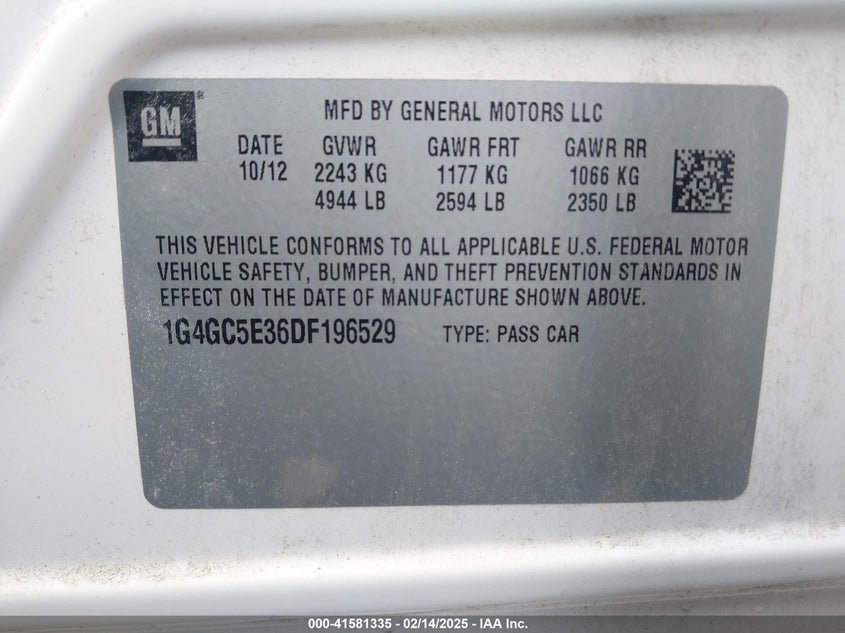 GM ® MFD BY GENERAL MOTORS LLC
DATE GVWR GAWR FRT GAWR RR
10/12 2243 KG 1177 KG 1066 KG
4944 LB 2594 LB 2350 LB
THIS VEHICLE CONFORMS TO ALL APPLICABLE U.S. FEDERAL MOTOR
VEHICLE SAFETY, BUMPER, AND THEFT PREVENTION STANDARDS IN
EFFECT ON THE DATE OF MANUFACTURE SHOWN ABOVE.
1G4GC5E36DF196529 TYPE: PASS CAR
000-41581335 - 02/14/2025 - IAA Inc.